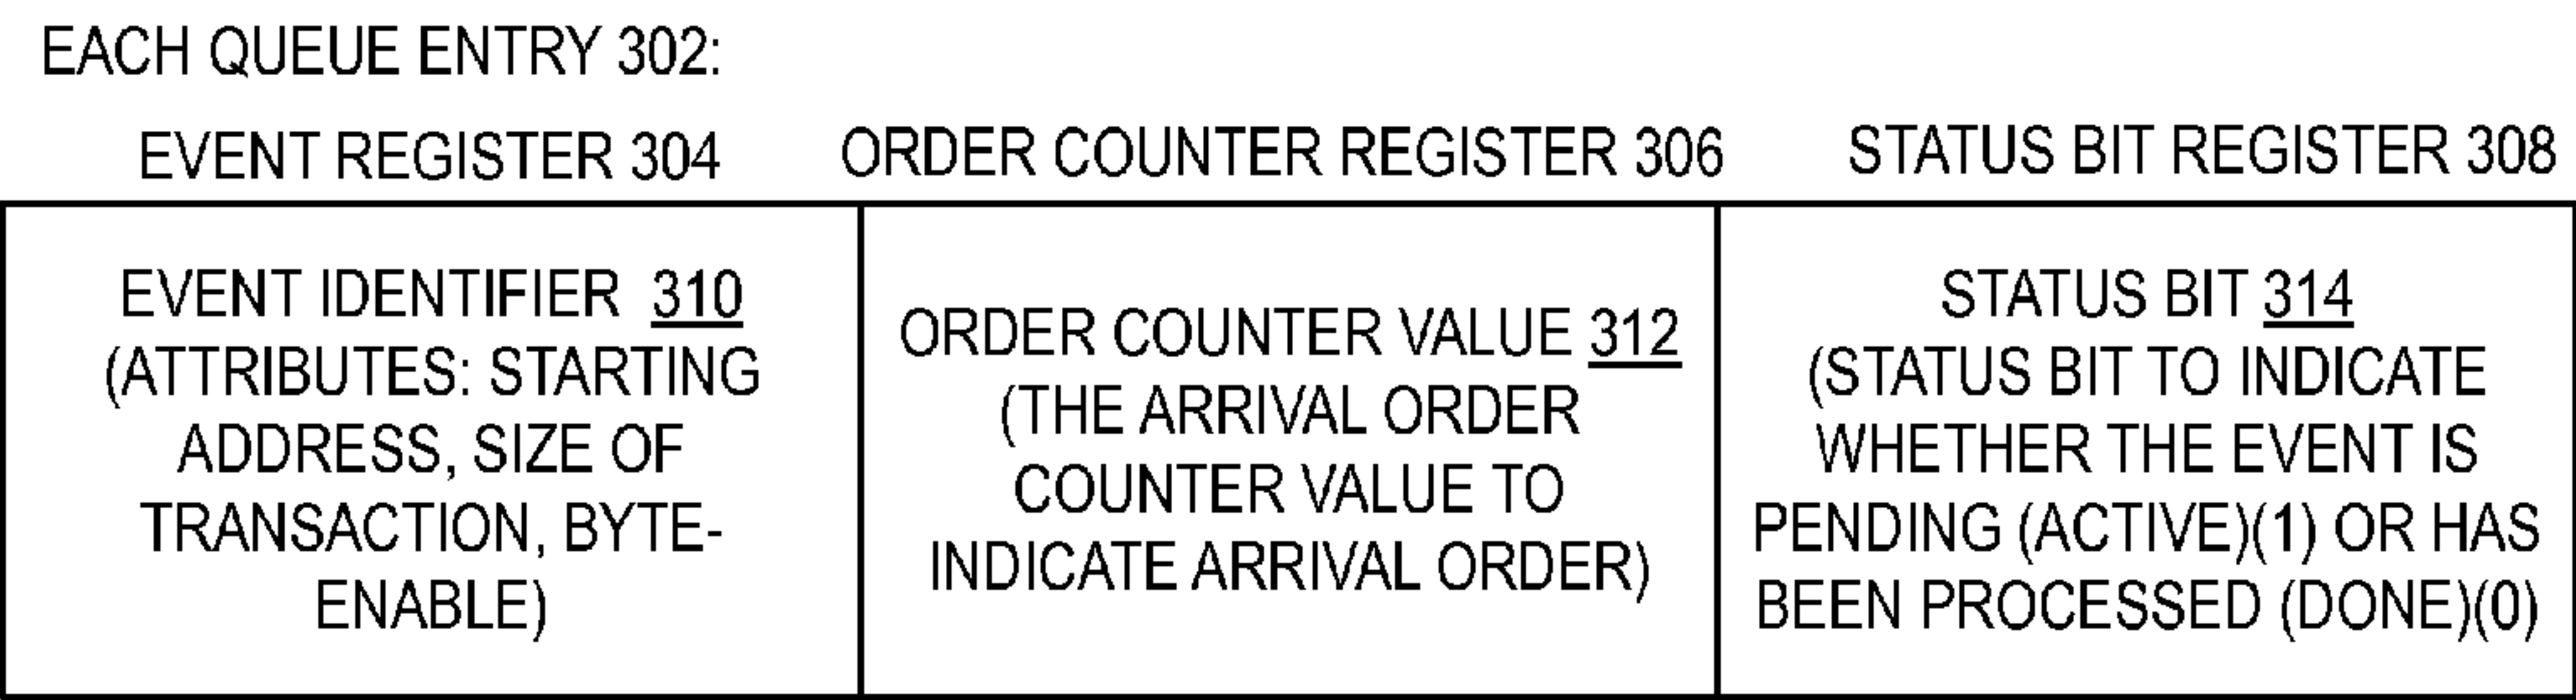 EACH QUEUE ENTRY 302:
EVENT REGISTER 304
ORDER COUNTER REGISTER 306
STATUS BIT REGISTER 308
EVENT IDENTIFIER 310
(ATTRIBUTES: STARTING
ADDRESS, SIZE OF
TRANSACTION, BYTE-
ENABLE)
ORDER COUNTER VALUE 312
(THE ARRIVAL ORDER
COUNTER VALUE TO
INDICATE ARRIVAL ORDER)
STATUS BIT 314
(STATUS BIT TO INDICATE
WHETHER THE EVENT IS
PENDING (ACTIVE)(1) OR HAS
BEEN PROCESSED (DONE)(0)